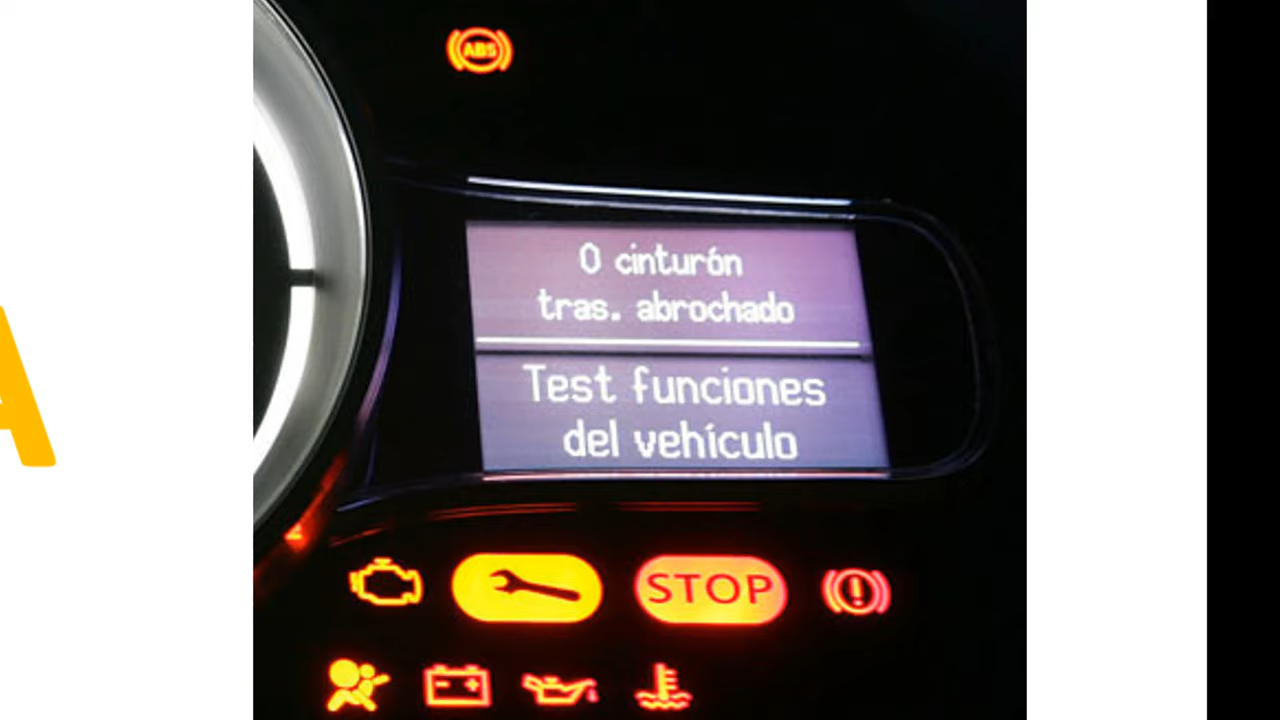 A
ABS
0 cinturón
tras. abrochado
Test funciones
del vehículo
STOP